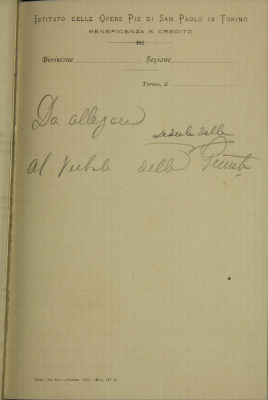 ISTITUTO DELLE OPERE PIE DI SAN PAOLO IN TORINO
BENEFICENZA E CREDITO
Divisione Sezione
Torino, il
Da allegare
seduta della
al Verbale della Giunta